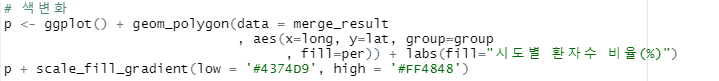 # 색변화
p <- ggplot() + geom_polygon(data = merge_result
, aes(x=long, y=lat, group=group
, fill=per)) + labs(fill="시도별 환자수 비율(%)")
p + scale_fill_gradient(low = '#4374D9', high = '#FF4848')